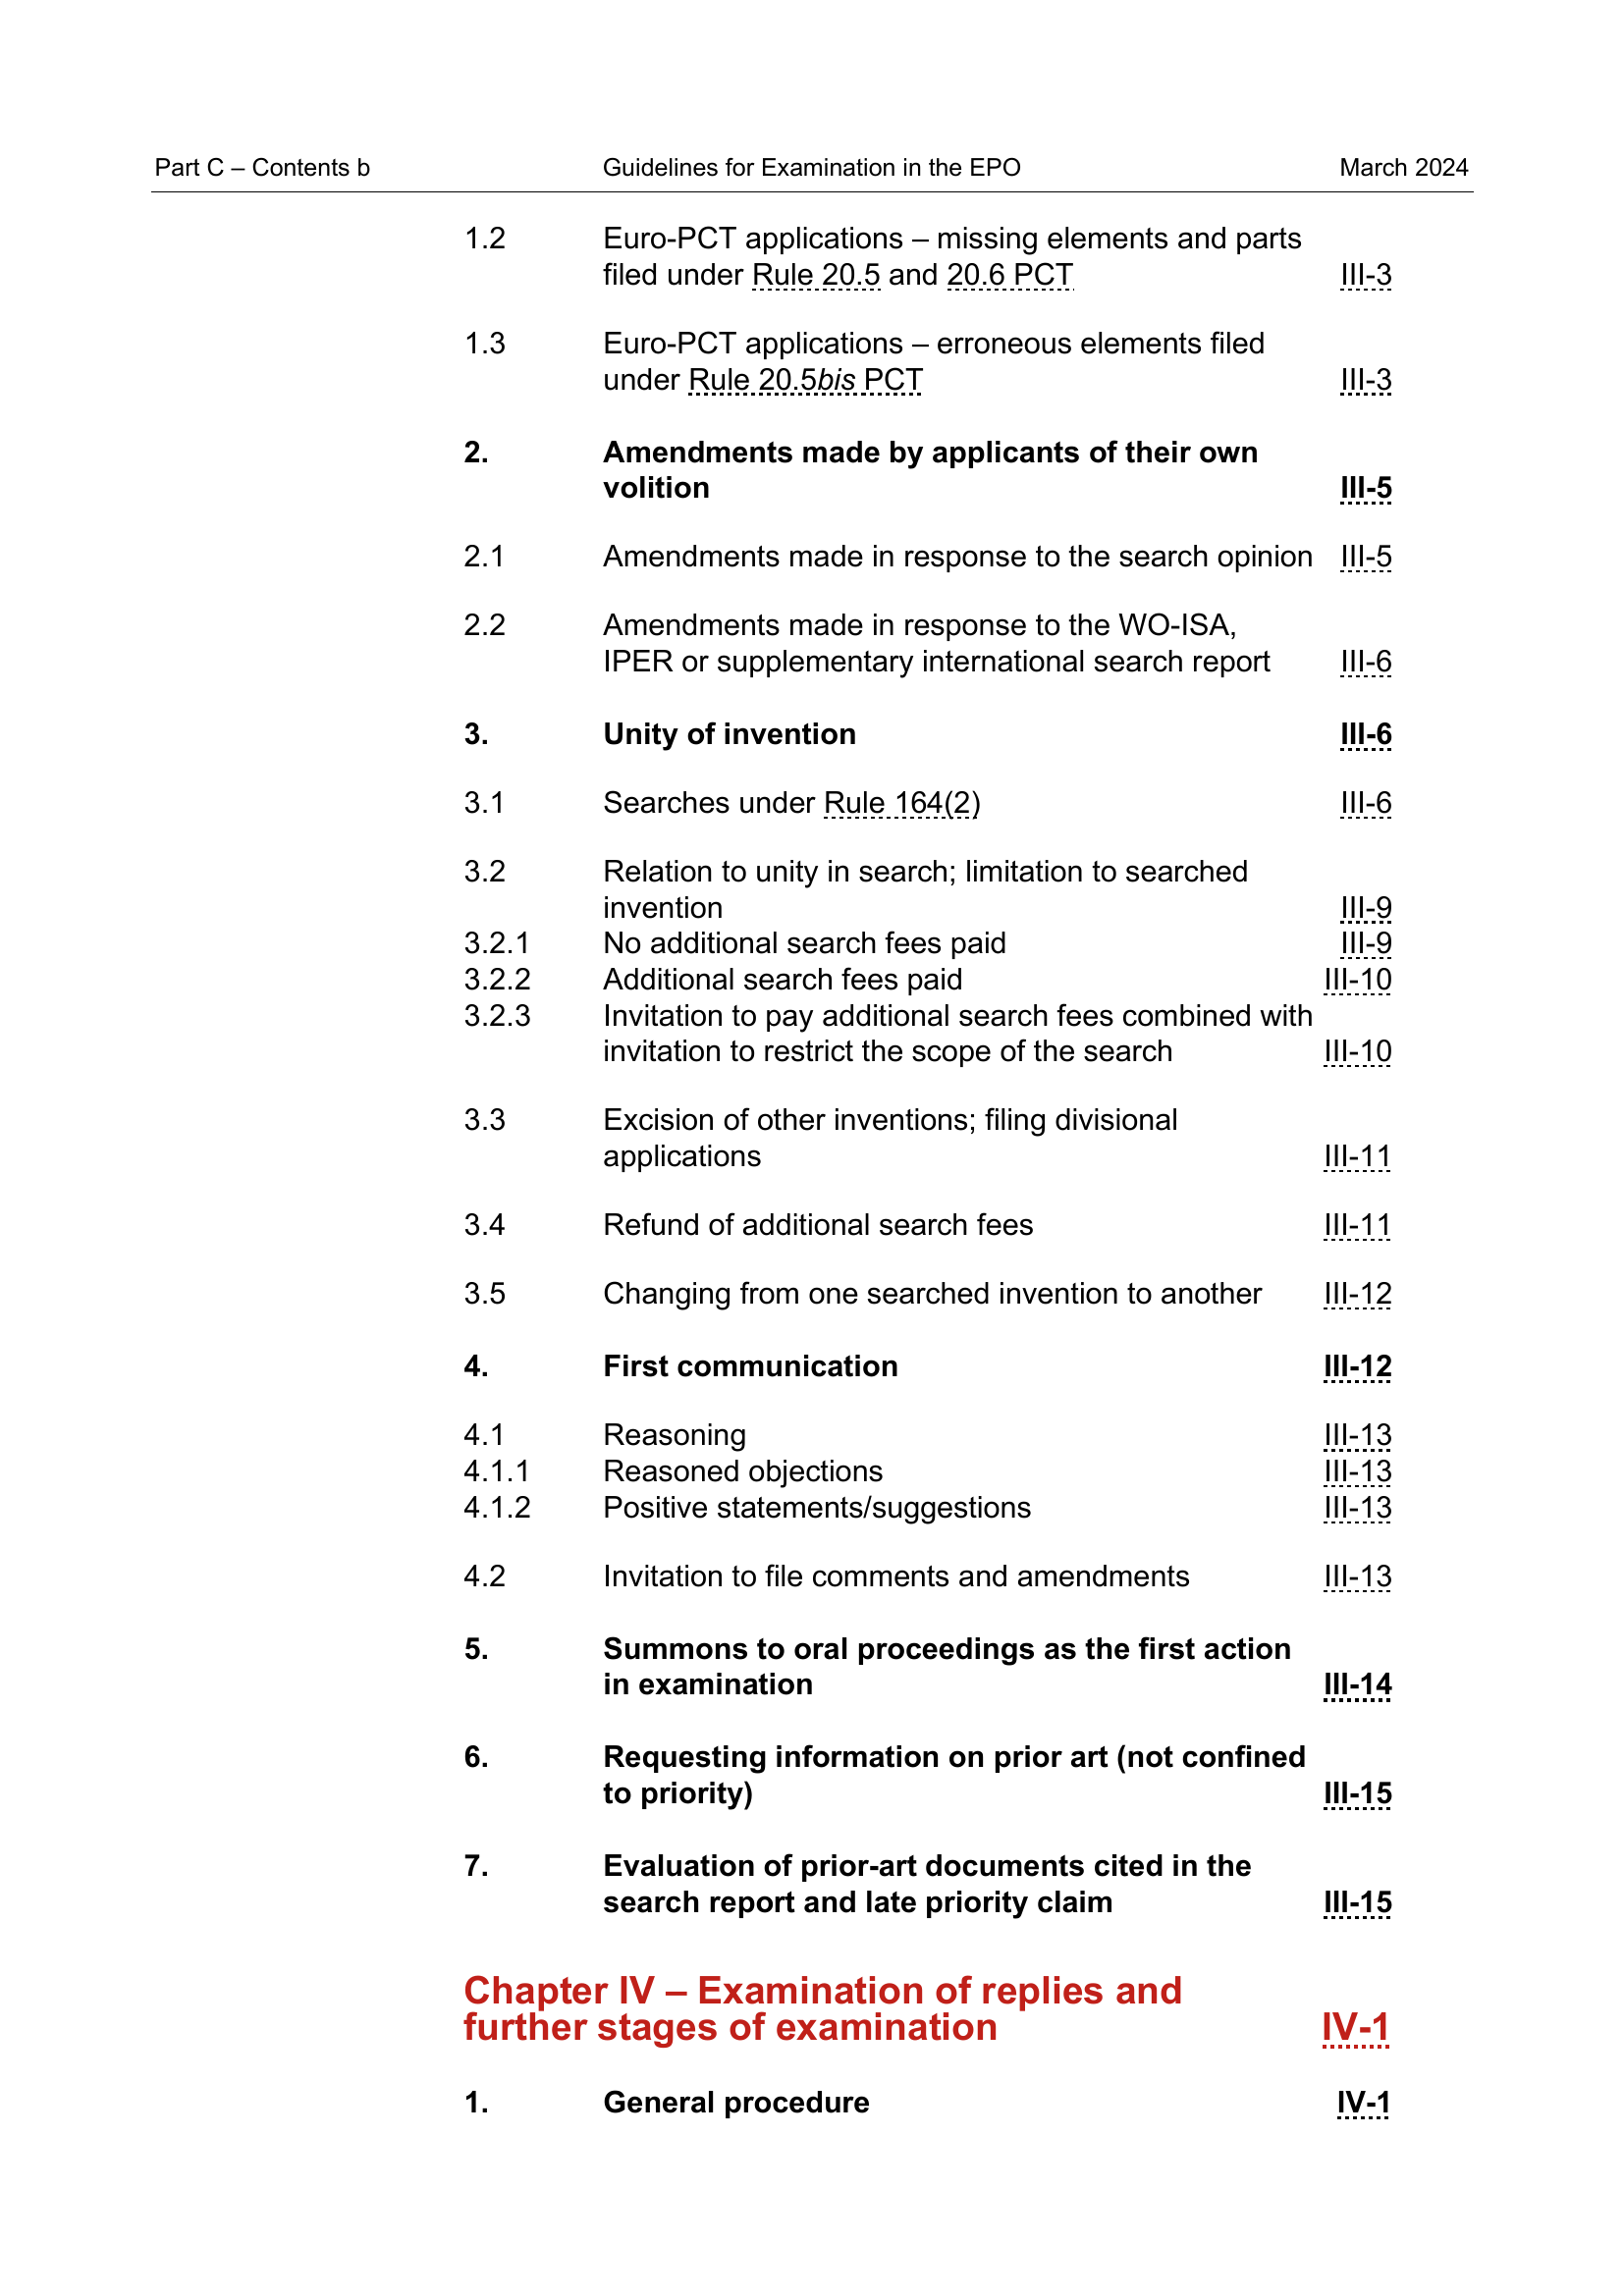 Part C – Contents b Guidelines for Examination in the EPO March 2024
1.2 Euro-PCT applications – missing elements and parts
filed under Rule 20.5 and 20.6 PCT III-3
1.3 Euro-PCT applications – erroneous elements filed
under Rule 20.5bis PCT III-3
2. Amendments made by applicants of their own
volition III-5
2.1 Amendments made in response to the search opinion III-5
2.2 Amendments made in response to the WO-ISA,
IPER or supplementary international search report III-6
3. Unity of invention III-6
3.1 Searches under Rule 164(2) III-6
3.2 Relation to unity in search; limitation to searched
invention III-9
3.2.1 No additional search fees paid III-9
3.2.2 Additional search fees paid III-10
3.2.3 Invitation to pay additional search fees combined with
invitation to restrict the scope of the search III-10
3.3 Excision of other inventions; filing divisional
applications III-11
3.4 Refund of additional search fees III-11
3.5 Changing from one searched invention to another III-12
4. First communication III-12
4.1 Reasoning III-13
4.1.1 Reasoned objections III-13
4.1.2 Positive statements/suggestions III-13
4.2 Invitation to file comments and amendments III-13
5. Summons to oral proceedings as the first action
in examination III-14
6. Requesting information on prior art (not confined
to priority) III-15
7. Evaluation of prior-art documents cited in the
search report and late priority claim III-15
Chapter IV – Examination of replies and
further stages of examination IV-1
1. General procedure IV-1